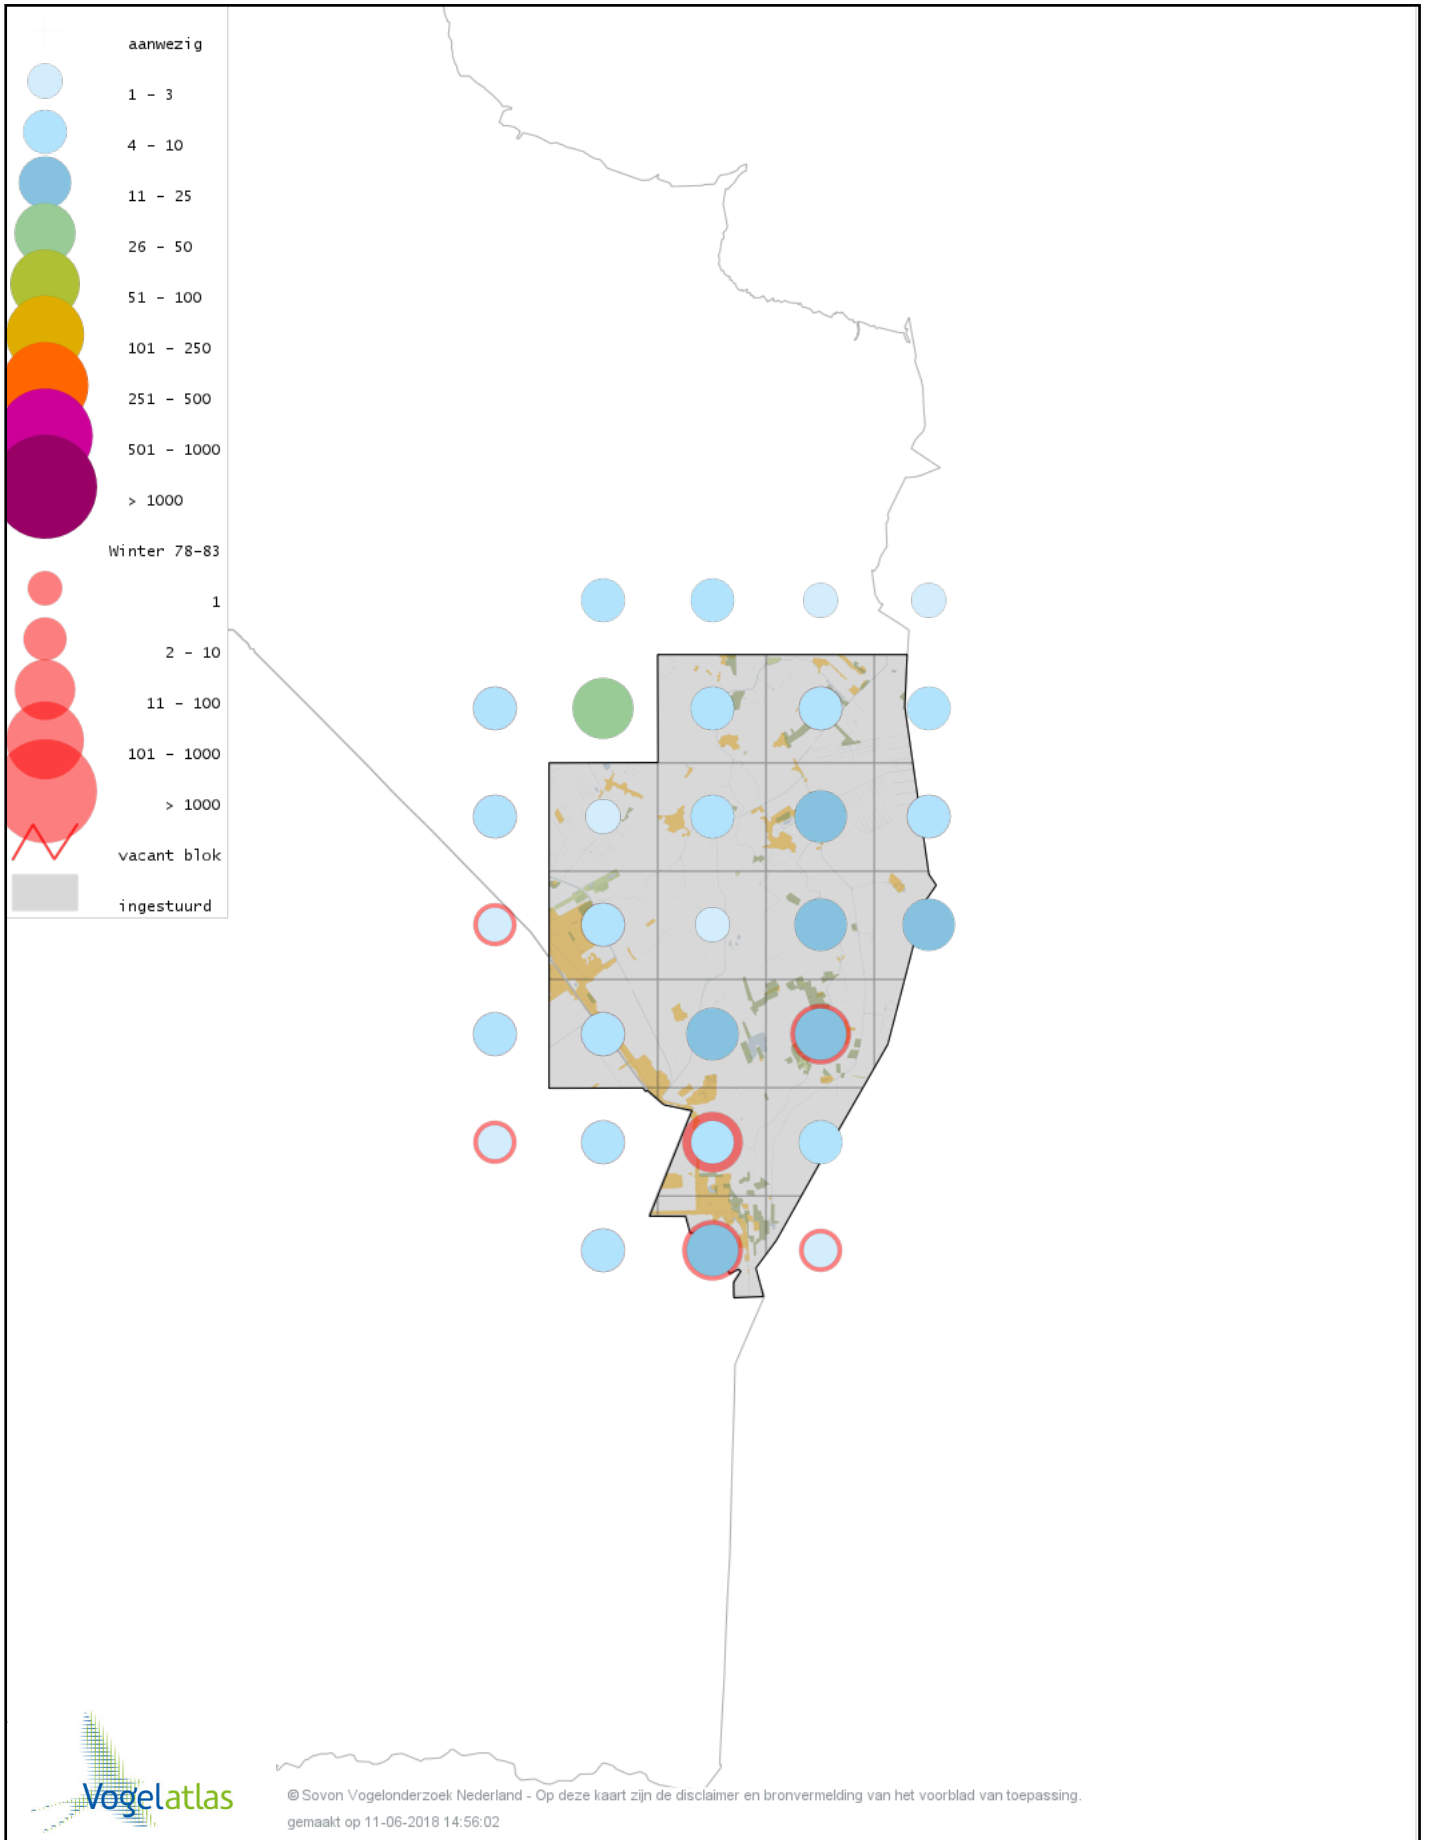 aanwezig
1 - 3
4 - 10
11 - 25
26 - 50
51 - 100
101 - 250
251 - 500
501 - 1000
> 1000
Winter 78-83
1
2 - 10
11 - 100
101 - 1000
> 1000
vacant blok
ingestuurd
Vogelatlas
© Sovon Vogelonderzoek Nederland - Op deze kaart zijn de disclaimer en bronvermelding van het voorblad van toepassing.
gemaakt op 11-06-2018 14:56:02